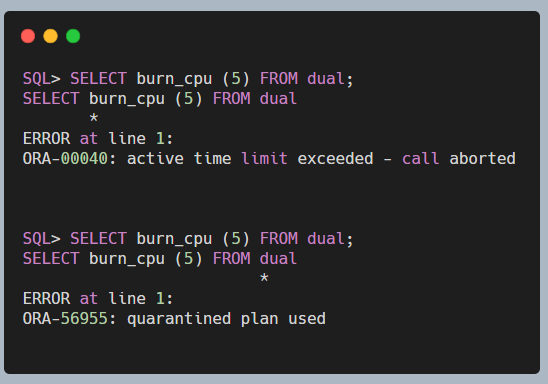 SQL> SELECT burn_cpu (5) FROM dual;
SELECT burn_cpu (5) FROM dual
       *
ERROR at line 1:
ORA-00040: active time limit exceeded - call aborted
SQL> SELECT burn_cpu (5) FROM dual;
SELECT burn_cpu (5) FROM dual
                         *
ERROR at line 1:
ORA-56955: quarantined plan used